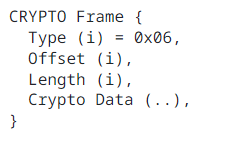 CRYPTO Frame {
  Type (i) = 0x06,
  Offset (i),
  Length (i),
  Crypto Data (..),
}